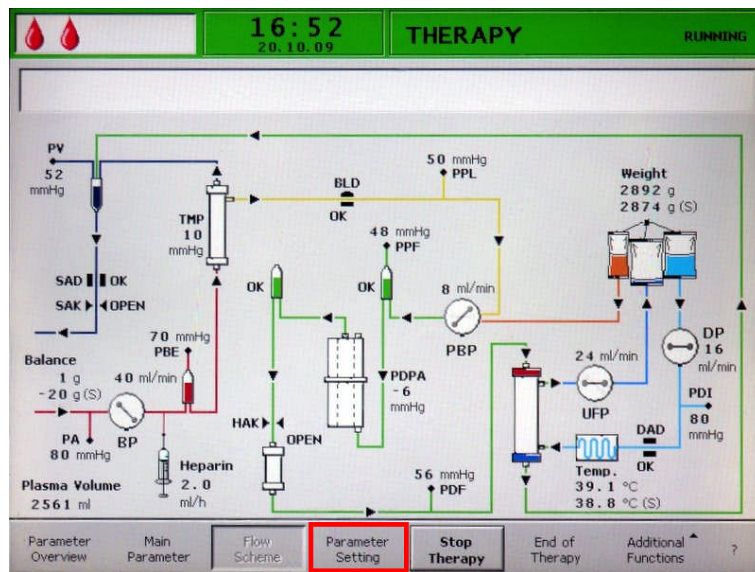 16:52
20.10.09
THERAPY
RUNNING
PV
52
mmHg
TMP
10
mmHg
BLD
OK
50 mmHg
PPL
48 mmHg
PPF
Weight
2892 g
2874 g (S)
SAD OK
SAK OPEN
OK
OK
8 ml/min
PBP
70 mmHg
PBE
Balance
1 g
-20 g (S)
40 ml/min
BP
PA
80 mmHg
Heparin
2.0
ml/h
Plasma Volume
2561 ml
PDPA
-6
mmHg
HAK
OPEN
56 mmHg
PDF
24 ml/min
UFP
DP
16
ml/min
PDI
80
mmHg
DAD
OK
Temp.
39.1 °C
38.8 °C (S)
Parameter
Overview
Main
Parameter
Flow
Scheme
Parameter
Setting
Stop
Therapy
End of
Therapy
Additional
Functions
?